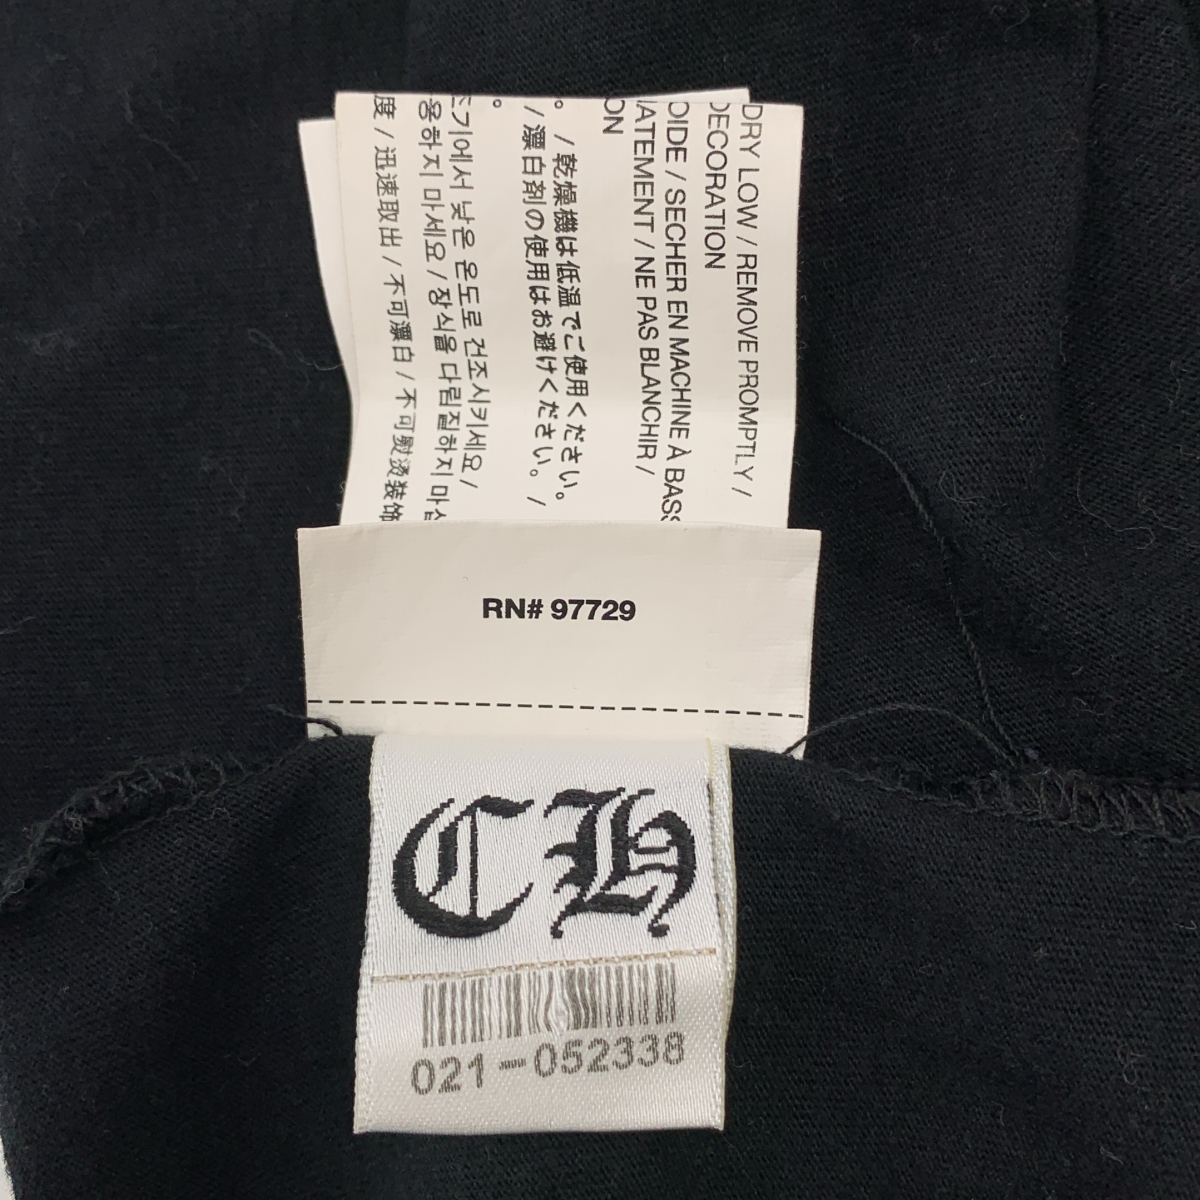 DRY LOW / REMOVE PROMPTLY /
DECORATION
OIDE / SECHER EN MACHINE À BASS
IATEMENT / NE PAS BLANCHIR /
ON
。/ 乾燥機は低温でご使用ください。
/ 漂白剤の使用はお避けください。/
。
조기에서 낮은 온도로 건조시키세요 /
용하지 마세요 / 장식을 다림질하지 마십
度 / 迅速取出 / 不可漂白 / 不可熨烫装饰
RN# 97729
CH
021-052338